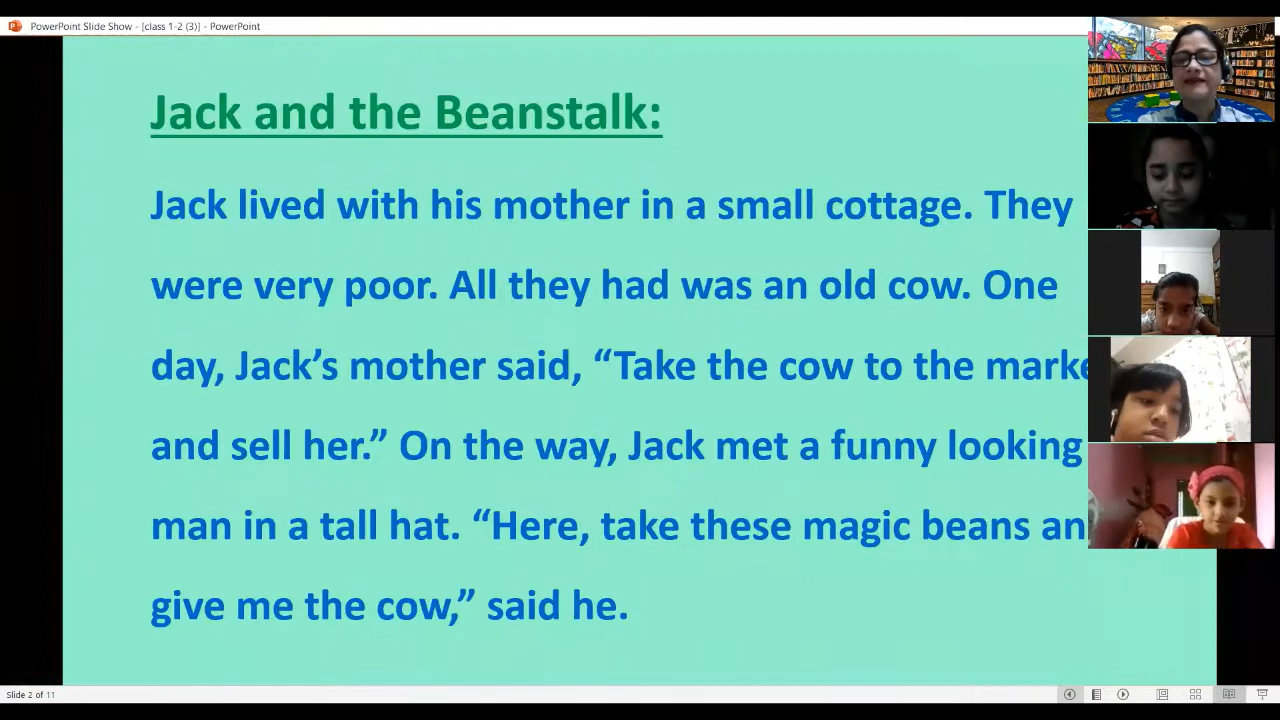 PowerPoint Slide Show - [class 1-2 (3)] - PowerPoint
Jack and the Beanstalk:
Jack lived with his mother in a small cottage. They
were very poor. All they had was an old cow. One
day, Jack’s mother said, “Take the cow to the marke
and sell her.” On the way, Jack met a funny looking
man in a tall hat. “Here, take these magic beans an
give me the cow,” said he.
Slide 2 of 11